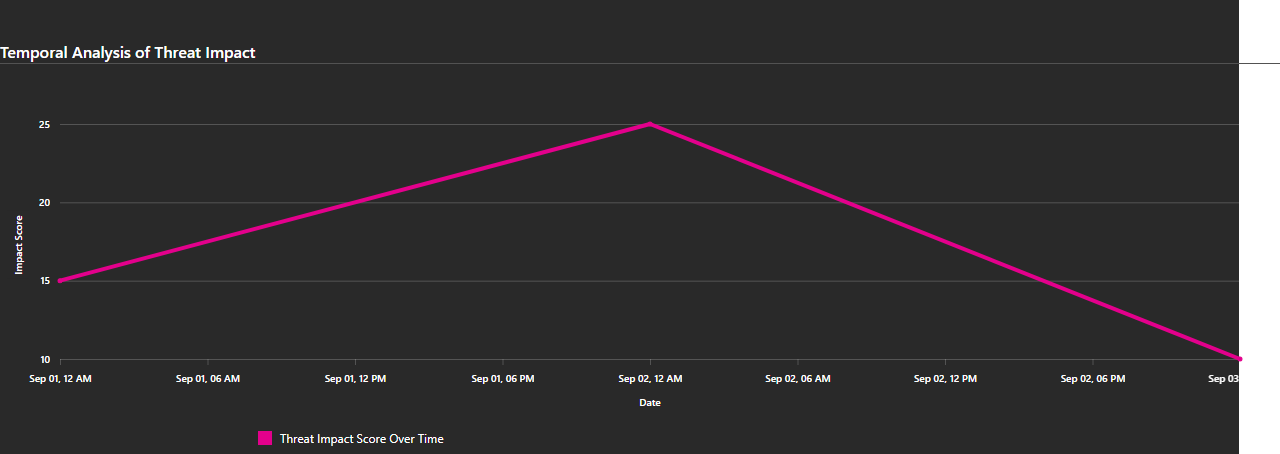 Temporal Analysis of Threat Impact
25
20
15
10
Impact Score
Sep 01, 12 AM Sep 01, 06 AM Sep 01, 12 PM Sep 01, 06 PM Sep 02, 12 AM Sep 02, 06 AM Sep 02, 12 PM Sep 02, 06 PM Sep 03
Date
Threat Impact Score Over Time